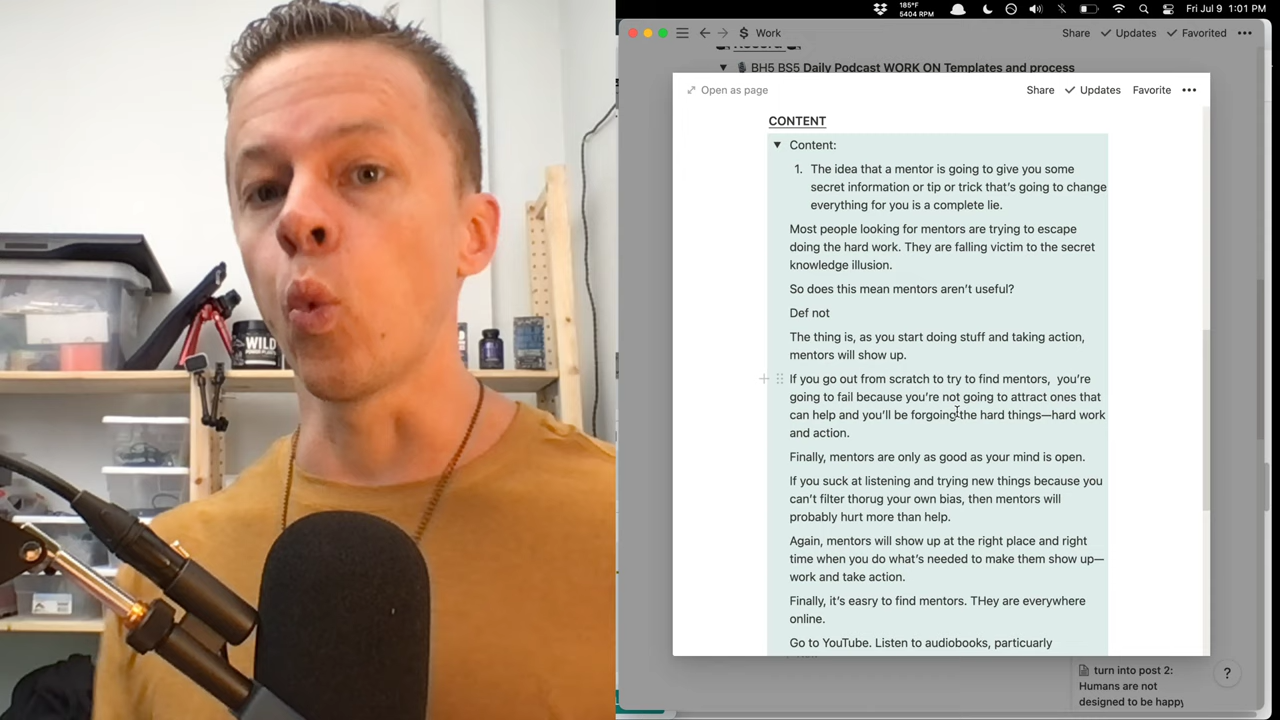 185°F
5404 RPM
Fri Jul 9 1:01 PM
Work
Share
Updates
Favorited
BH5 BS5 Daily Podcast WORK ON Templates and process
Open as page
Share
Updates
Favorite
CONTENT
Content:
1. The idea that a mentor is going to give you some
secret information or tip or trick that's going to change
everything for you is a complete lie.
Most people looking for mentors are trying to escape
doing the hard work. They are falling victim to the secret
knowledge illusion.
So does this mean mentors aren't useful?
Def not
The thing is, as you start doing stuff and taking action,
mentors will show up.
If you go out from scratch to try to find mentors,  you're
going to fail because you're not going to attract ones that
can help and you'll be forgoing the hard things—hard work
and action.
Finally, mentors are only as good as your mind is open.
If you suck at listening and trying new things because you
can't filter thorug your own bias, then mentors will
probably hurt more than help.
Again, mentors will show up at the right place and right
time when you do what's needed to make them show up—
work and take action.
Finally, it's easry to find mentors. THey are everywhere
online.
Go to YouTube. Listen to audiobooks, particuarly
turn into post 2:
Humans are not
designed to be happy
?
WILD
WILD